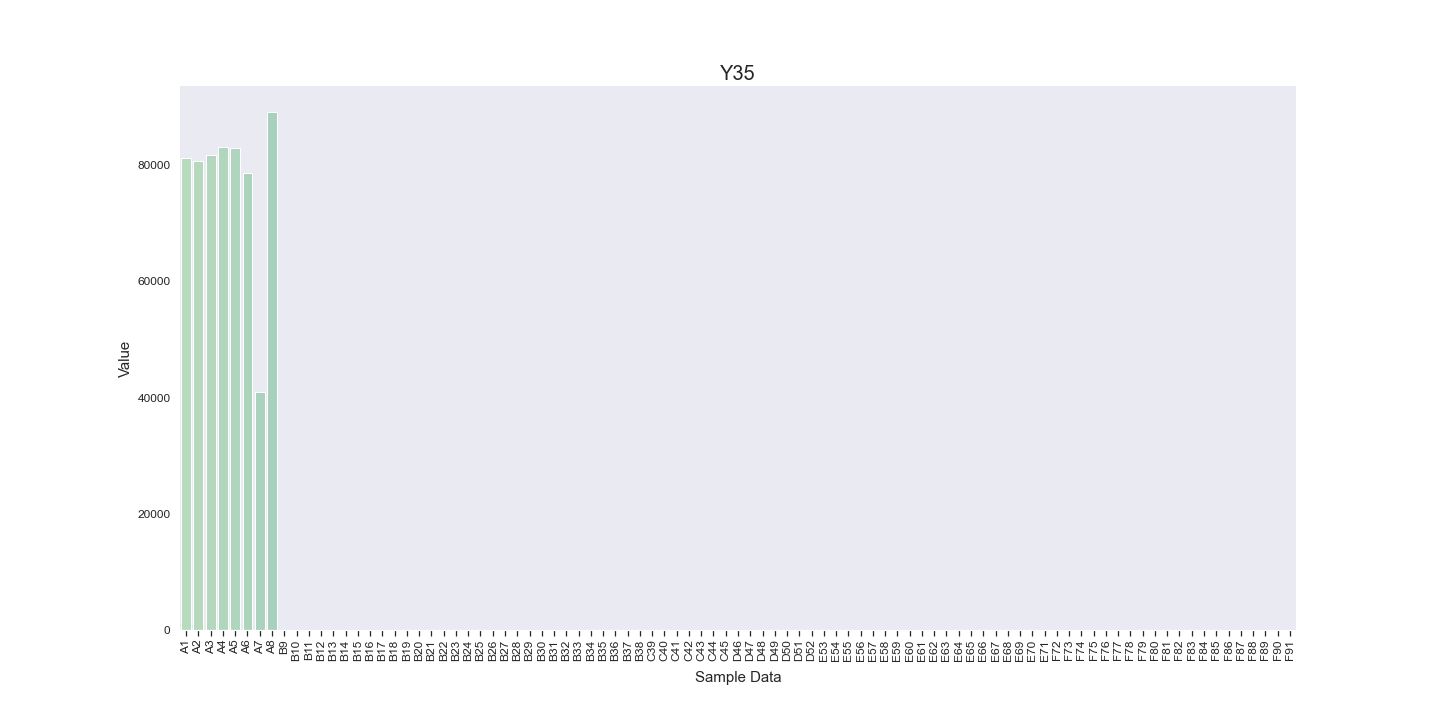 Y35
80000
60000
40000
20000
0
Value
A1 A2 A3 A4 A5 A6 A7 A8 B9 B10 B11 B12 B13 B14 B15 B16 B17 B18 B19 B20 B21 B22 B23 B24 B25 B26 B27 B28 B29 B30 B31 B32 B33 B34 B35 B36 B37 B38 C39 C40 C41 C42 C43 C44 C45 D46 D47 D48 D49 D50 D51 D52 E53 E54 E55 E56 E57 E58 E59 E60 E61 E62 E63 E64 E65 E66 E67 E68 E69 E70 E71 F72 F73 F74 F75 F76 F77 F78 F79 F80 F81 F82 F83 F84 F85 F86 F87 F88 F89 F90 F91
Sample Data